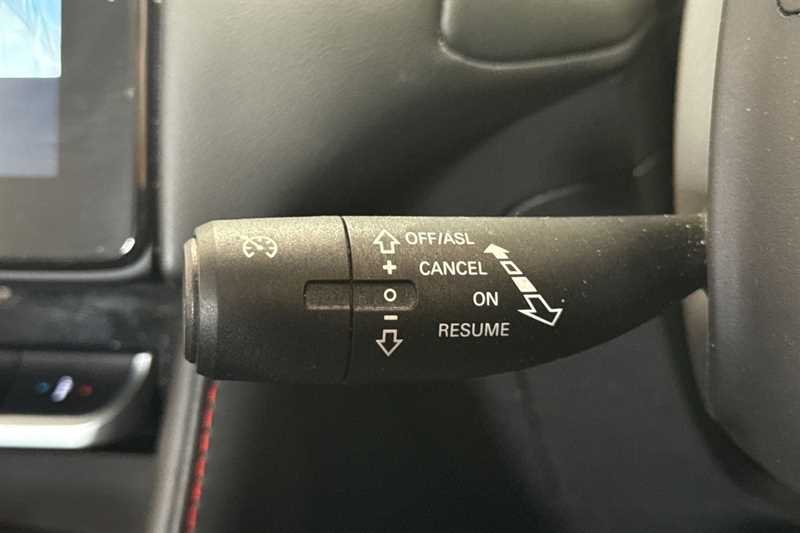 OFF/ASL
+ CANCEL
O ON
– RESUME